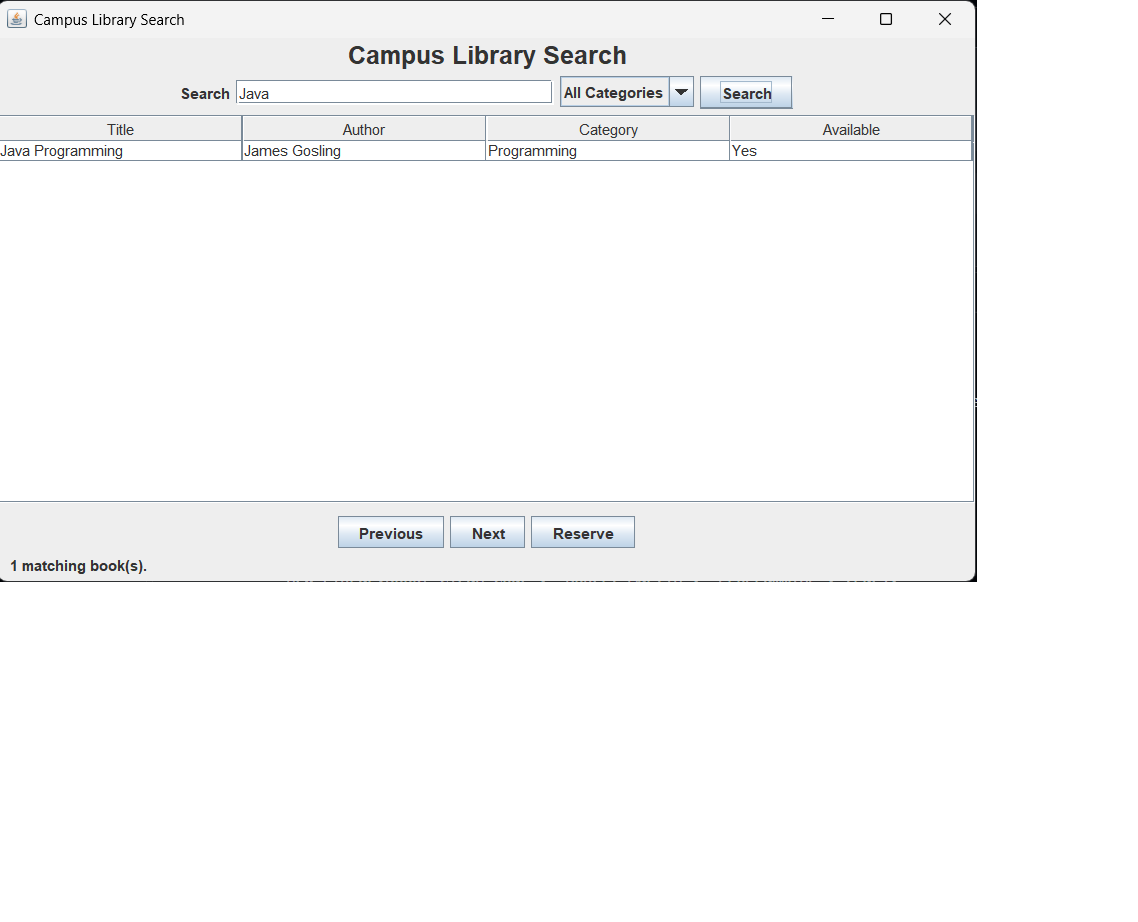 Campus Library Search
Campus Library Search
Search Java All Categories Search
Title Author Category Available
Java Programming James Gosling Programming Yes
Previous Next Reserve
1 matching book(s).